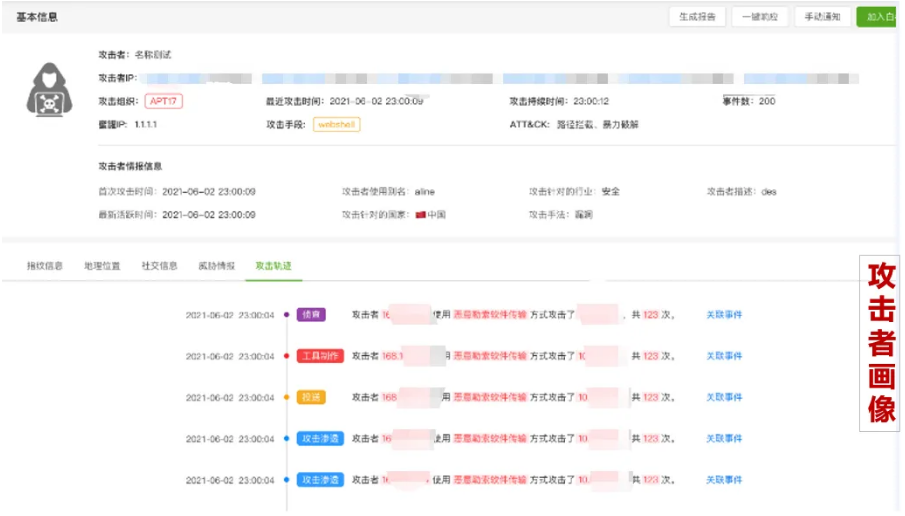 基本信息 生成报告 一键响应 手动通知 加入白
攻击者: 名称测试
攻击者IP:
攻击组织: APT17 最近攻击时间: 2021-06-02 23:00:09 攻击持续时间: 23:00:12 事件数: 200
蜜罐IP: 1.1.1.1 攻击手段: webshell ATT&CK: 路径拦截、暴力破解
攻击者情报信息
首次攻击时间: 2021-06-02 23:00:09 攻击者使用别名: aline 攻击针对的行业: 安全 攻击者描述: des
最新活跃时间: 2021-06-02 23:00:09 攻击针对的国家: 中国 攻击手法: 漏洞
指纹信息 地理位置 社交信息 威胁情报 攻击轨迹
2021-06-02 23:00:04 侦察 攻击者 16 使用 恶意勒索软件传输 方式攻击了 , 共 123 次。 关联事件
2021-06-02 23:00:04 工具制作 攻击者 168.1 用 恶意勒索软件传输 方式攻击了 10 共 123 次。 关联事件
2021-06-02 23:00:04 投送 攻击者 168 用 恶意勒索软件传输 方式攻击了 10 共 123 次。 关联事件
2021-06-02 23:00:04 攻击渗透 攻击者 16 使用 恶意勒索软件传输 方式攻击了 10. 共 123 次。 关联事件
2021-06-02 23:00:04 攻击渗透 攻击者 16 使用 恶意勒索软件传输 方式攻击了 10. 共 123 次。 关联事件
攻击者画像